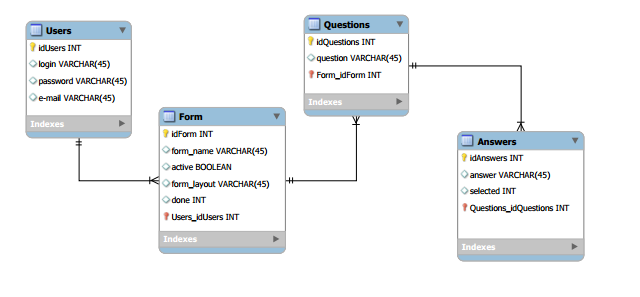 Users
idUsers INT
login VARCHAR(45)
password VARCHAR(45)
e-mail VARCHAR(45)
Indexes
Form
idForm INT
form_name VARCHAR(45)
active BOOLEAN
form_layout VARCHAR(45)
done INT
Users_idUsers INT
Indexes
Questions
idQuestions INT
question VARCHAR(45)
Form_idForm INT
Indexes
Answers
idAnswers INT
answer VARCHAR(45)
selected INT
Questions_idQuestions INT
Indexes